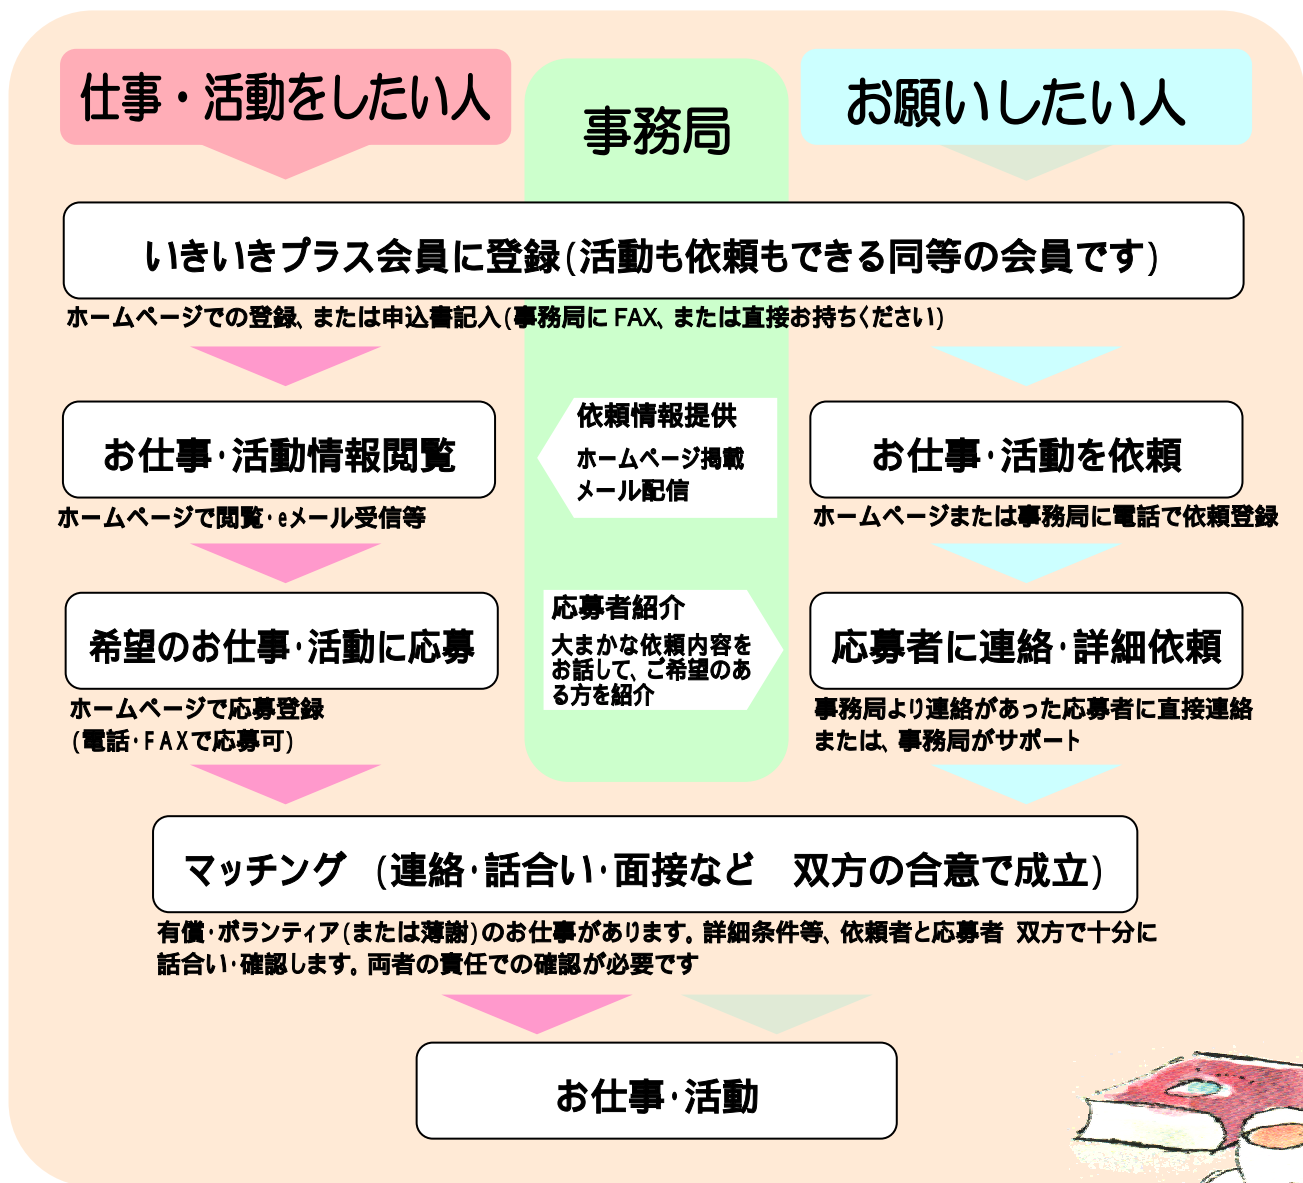 仕事・活動をしたい人
事務局
お願いしたい人
いきいきプラス会員に登録(活動も依頼もできる同等の会員です)
ホームページでの登録、または申込書記入(事務局に FAX、または直接お持ちください)
お仕事・活動情報閲覧
ホームページで閲覧・eメール受信等
依頼情報提供
ホームページ掲載
メール配信
お仕事・活動を依頼
ホームページまたは事務局に電話で依頼登録
希望のお仕事・活動に応募
ホームページで応募登録
(電話・FAXで応募可)
応募者紹介
大まかな依頼内容を
お話して、ご希望のあ
る方を紹介
応募者に連絡・詳細依頼
事務局より連絡があった応募者に直接連絡
または、事務局がサポート
マッチング (連絡・話合い・面接など 双方の合意で成立)
有償・ボランティア(または薄謝)のお仕事があります。詳細条件等、依頼者と応募者 双方で十分に
話合い・確認します。両者の責任での確認が必要です
お仕事・活動